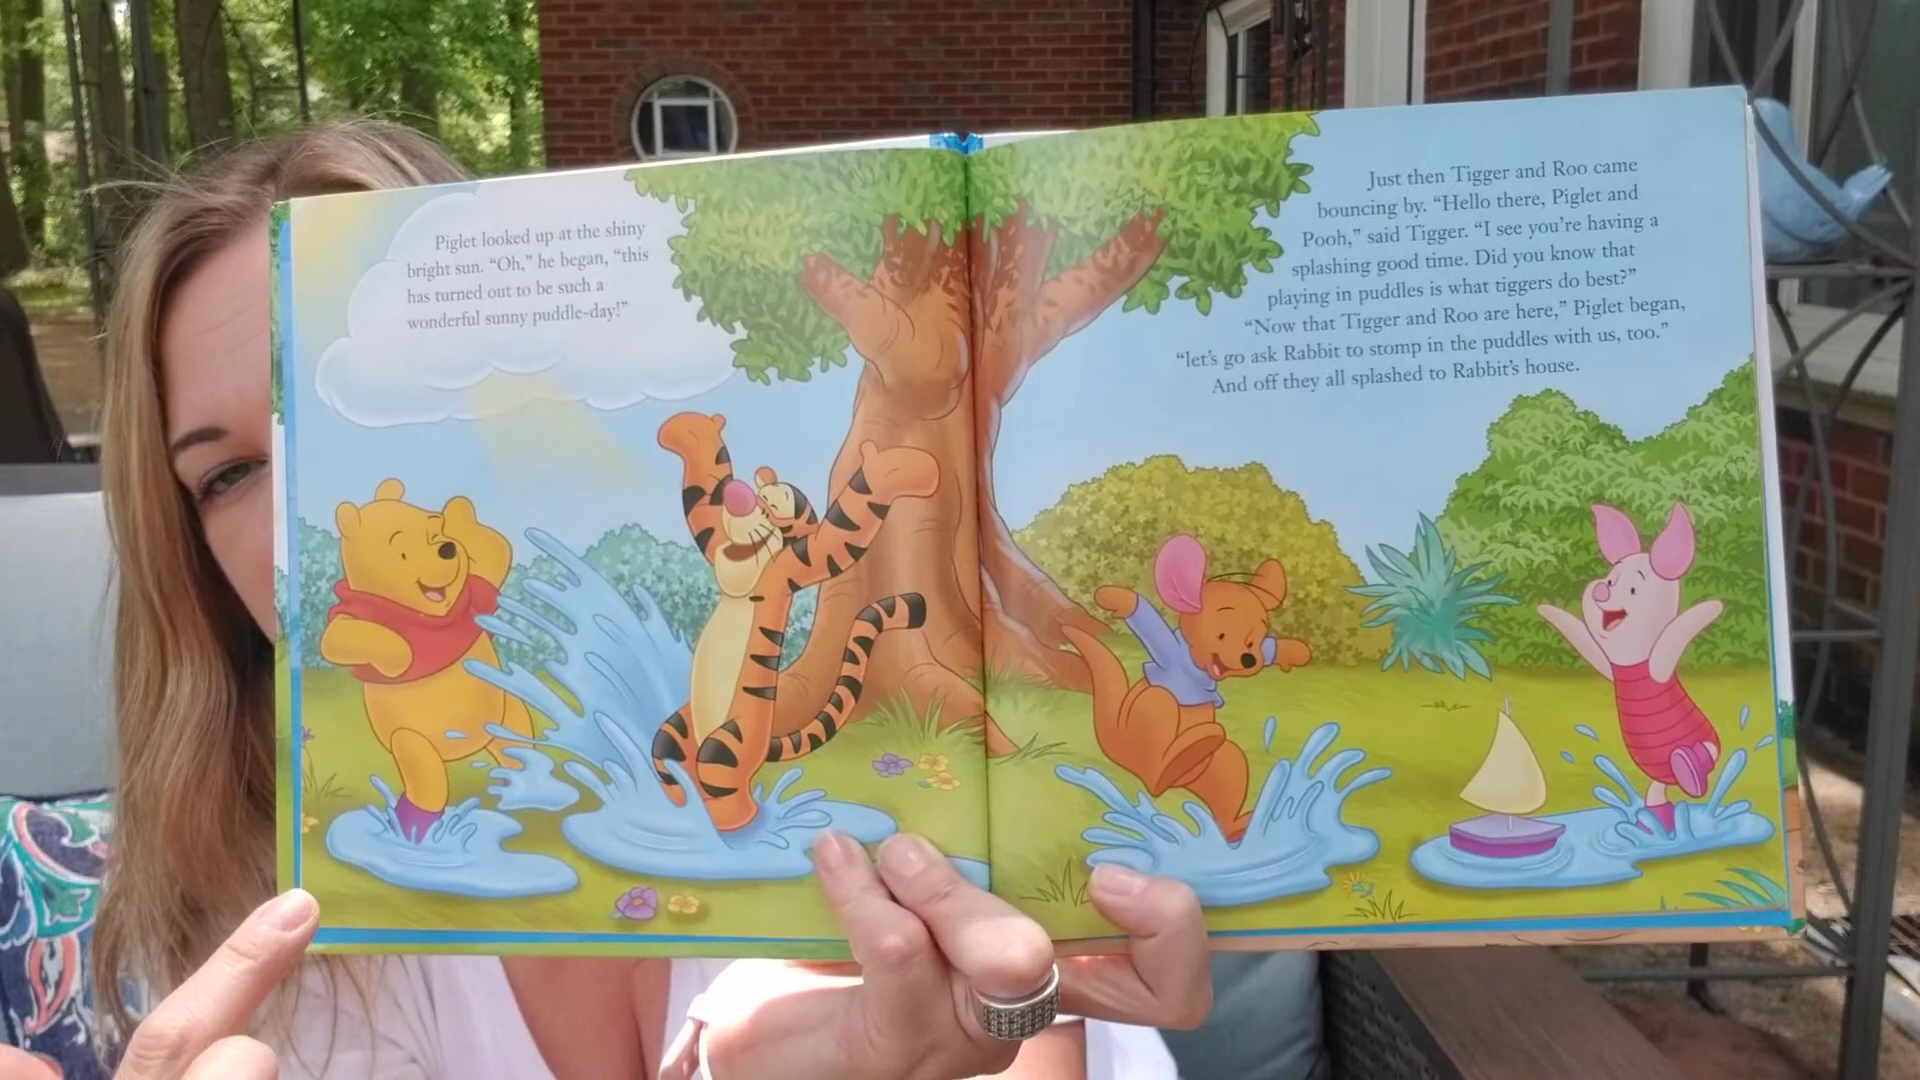 Piglet looked up at the shiny
bright sun. “Oh,” he began, “this
has turned out to be such a
wonderful sunny puddle-day!”
Just then Tigger and Roo came
bouncing by. “Hello there, Piglet and
Pooh,” said Tigger. “I see you’re having a
splashing good time. Did you know that
playing in puddles is what tiggers do best?”
“Now that Tigger and Roo are here,” Piglet began,
“let’s go ask Rabbit to stomp in the puddles with us, too.”
And off they all splashed to Rabbit’s house.